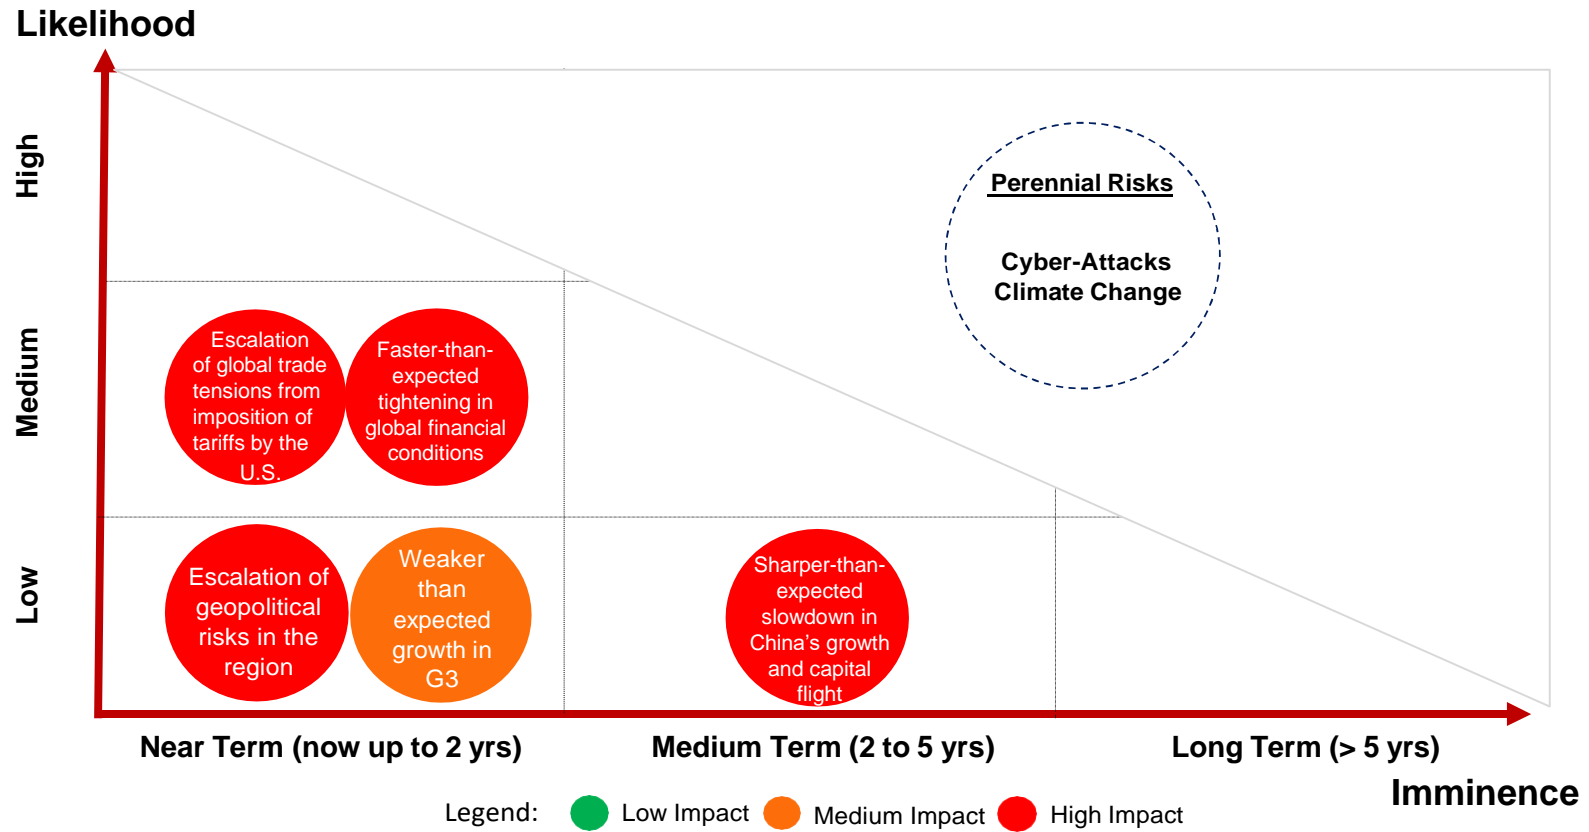 Likelihood
High
Medium
Low
Perennial Risks
Cyber-Attacks
Climate Change
Escalation
of global trade
tensions from
imposition of
tariffs by the
U.S.
Faster-than-
expected
tightening in
global financial
conditions
Escalation of
geopolitical
risks in the
region
Weaker
than
expected
growth in
G3
Sharper-than-
expected
slowdown in
China’s growth
and capital
flight
Near Term (now up to 2 yrs)
Medium Term (2 to 5 yrs)
Long Term (> 5 yrs)
Imminence
Legend:
Low Impact
Medium Impact
High Impact